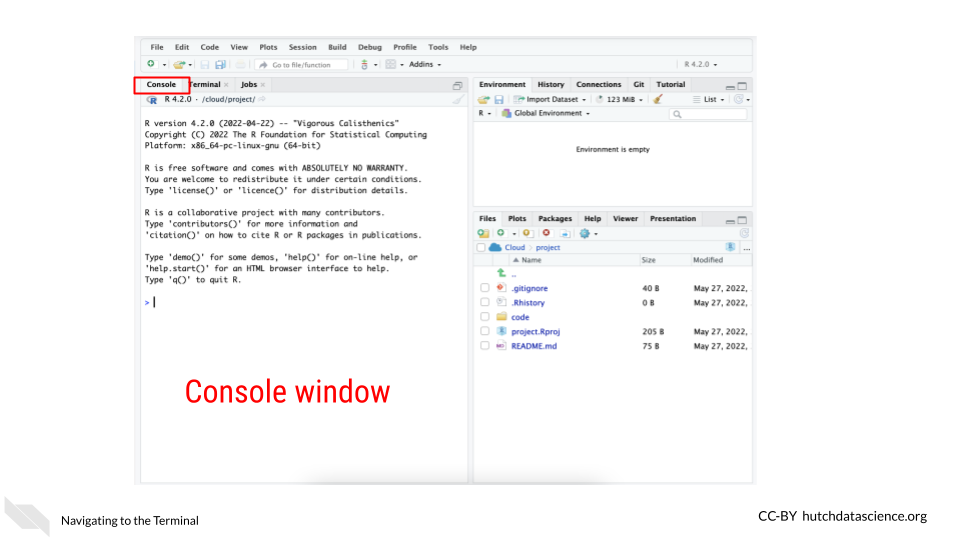 File Edit Code View Plots Session Build Debug Profile Tools Help
Go to file/function Addins R 4.2.0
Console Terminal × Jobs ×
R 4.2.0 · /cloud/project/
R version 4.2.0 (2022-04-22) -- "Vigorous Calisthenics"
Copyright (C) 2022 The R Foundation for Statistical Computing
Platform: x86_64-pc-linux-gnu (64-bit)
R is free software and comes with ABSOLUTELY NO WARRANTY.
You are welcome to redistribute it under certain conditions.
Type 'license()' or 'licence()' for distribution details.
R is a collaborative project with many contributors.
Type 'contributors()' for more information and
'citation()' on how to cite R or R packages in publications.
Type 'demo()' for some demos, 'help()' for on-line help, or
'help.start()' for an HTML browser interface to help.
Type 'q()' to quit R.
>
Console window
Environment History Connections Git Tutorial
Import Dataset 123 MiB List
R Global Environment
Environment is empty
Files Plots Packages Help Viewer Presentation
Cloud project ...
Name Size Modified
..
.gitignore 40 B May 27, 2022,
.Rhistory 0 B May 27, 2022,
code
project.Rproj 205 B May 27, 2022,
README.md 75 B May 27, 2022,
Navigating to the Terminal
CC-BY hutchdatascience.org